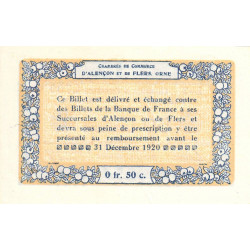 CHAMBRES DE COMMERCE
D'ALENÇON ET DE FLERS ORNE
Ce Billet est délivré et échangé contre
des Billets de la Banque de France à ses
Succursales d'Alençon ou de Flers et
devra sous peine de prescription y être
présenté au remboursement avant le
31 Décembre 1920
0 fr. 50 c.